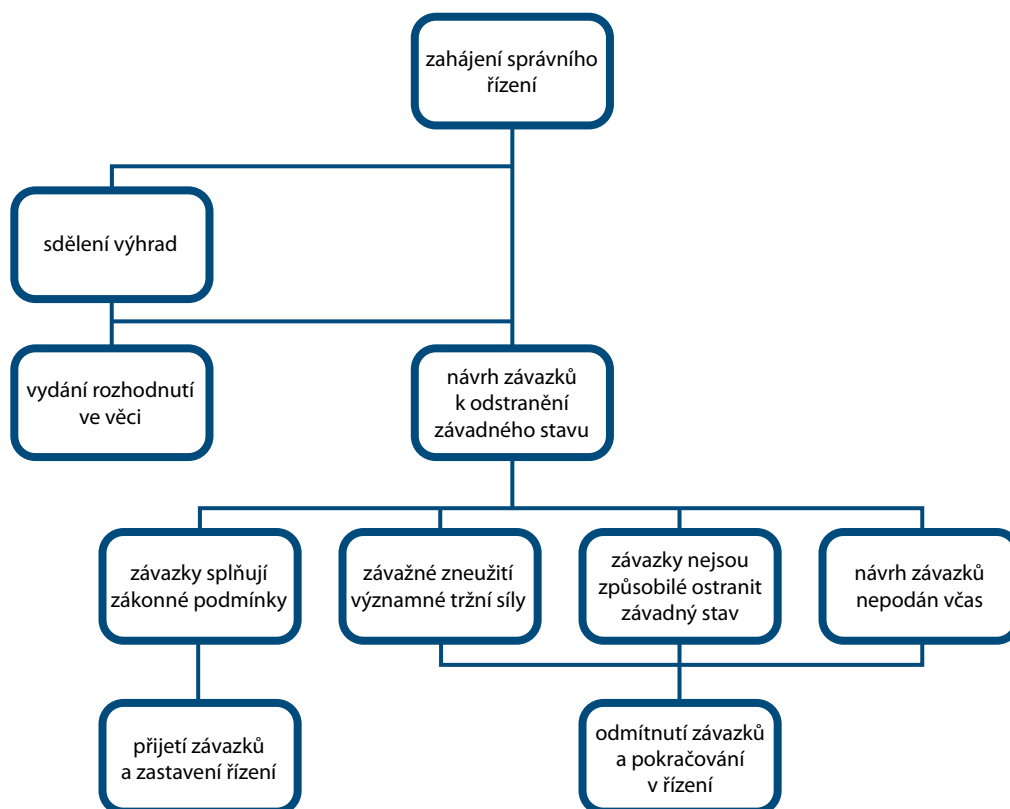 zahájení správního
řízení
sdělení výhrad
vydání rozhodnutí
ve věci
návrh závazků
k odstranění
závadného stavu
závazky splňují
zákonné podmínky
závažné zneužití
významné tržní síly
závazky nejsou
způsobilé ostranit
závadný stav
návrh závazků
nepodán včas
přijetí závazků
a zastavení řízení
odmítnutí závazků
a pokračování
v řízení